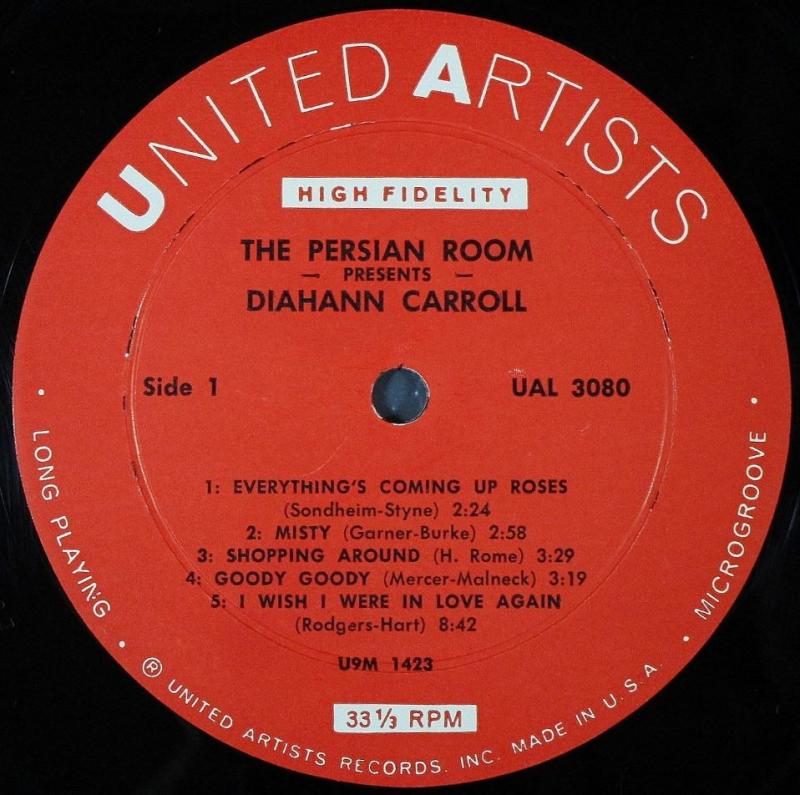 UNITED ARTISTS
HIGH FIDELITY
THE PERSIAN ROOM
— PRESENTS —
DIAHANN CARROLL
Side 1
UAL 3080
1: EVERYTHING'S COMING UP ROSES
(Sondheim-Styne) 2:24
2: MISTY (Garner-Burke) 2:58
3: SHOPPING AROUND (H. Rome) 3:29
4: GOODY GOODY (Mercer-Malneck) 3:19
5: I WISH I WERE IN LOVE AGAIN
(Rodgers-Hart) 8:42
U9M 1423
33⅓ RPM
• LONG PLAYING • ® UNITED ARTISTS RECORDS, INC. MADE IN U.S.A. • MICROGROOVE •